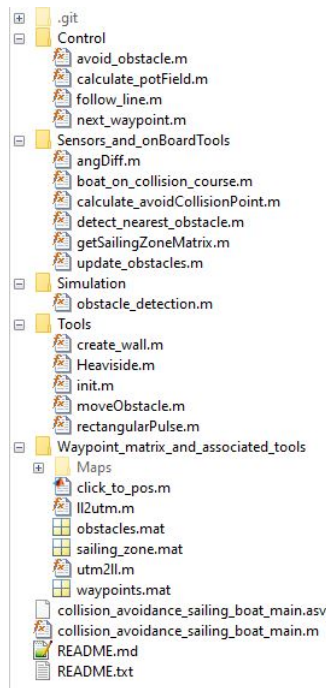 .git
Control
avoid_obstacle.m
calculate_potField.m
follow_line.m
next_waypoint.m
Sensors_and_onBoardTools
angDiff.m
boat_on_collision_course.m
calculate_avoidCollisionPoint.m
detect_nearest_obstacle.m
getSailingZoneMatrix.m
update_obstacles.m
Simulation
obstacle_detection.m
Tools
create_wall.m
Heaviside.m
init.m
moveObstacle.m
rectangularPulse.m
Waypoint_matrix_and_associated_tools
Maps
click_to_pos.m
ll2utm.m
obstacles.mat
sailing_zone.mat
utm2ll.m
waypoints.mat
collision_avoidance_sailing_boat_main.asv
collision_avoidance_sailing_boat_main.m
README.md
README.txt